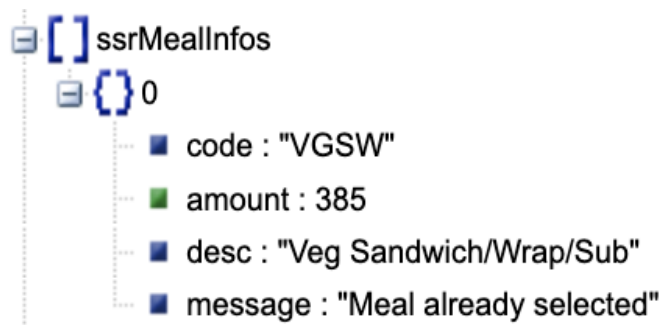 [ ] ssrMealInfos
{ } 0
code : "VGSW"
amount : 385
desc : "Veg Sandwich/Wrap/Sub"
message : "Meal already selected"